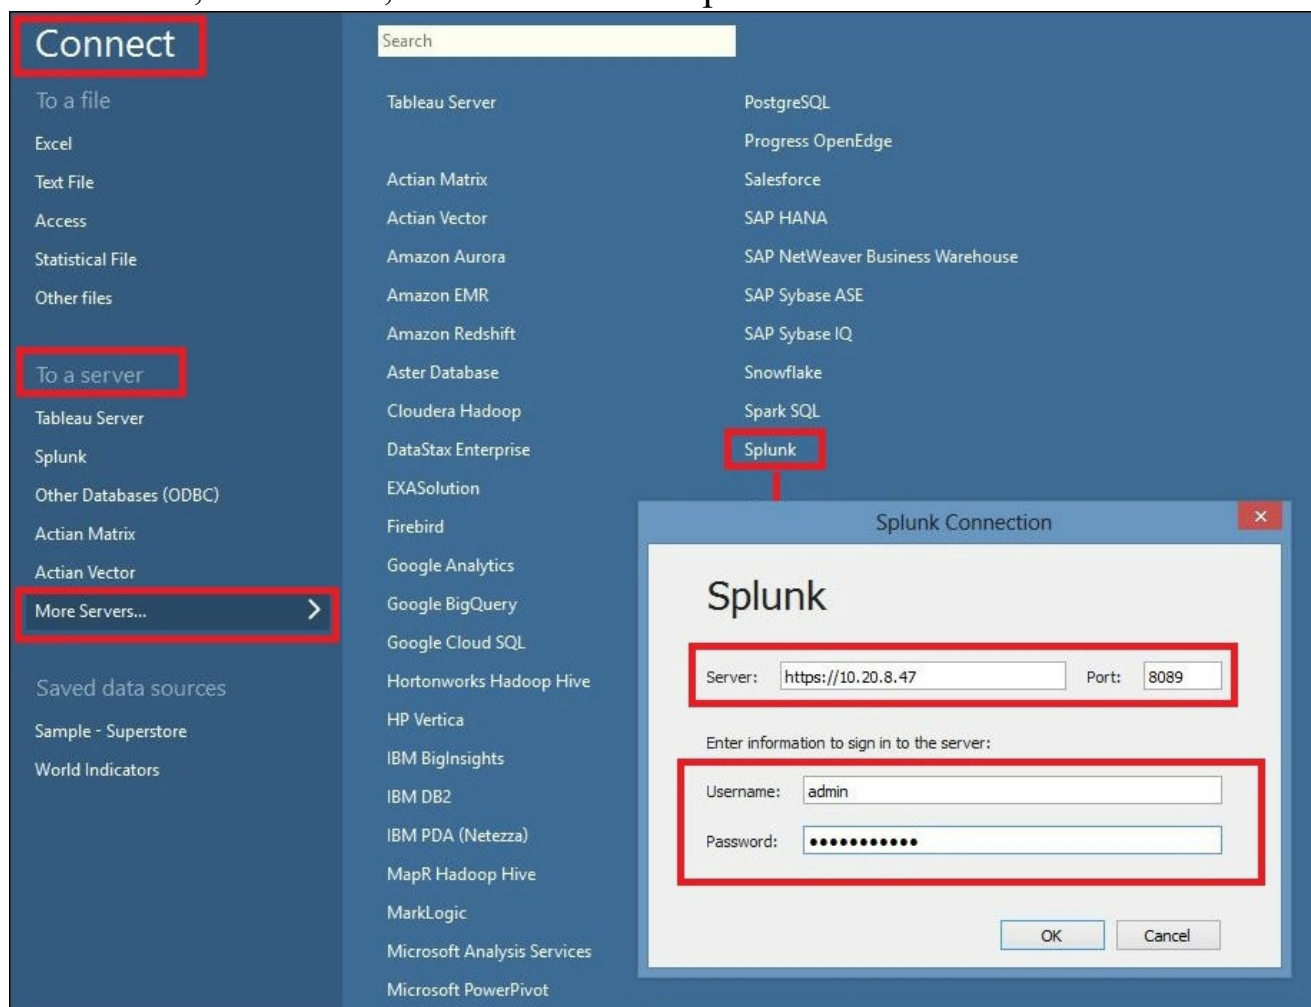 Connect
To a file
Excel
Text File
Access
Statistical File
Other files
To a server
Tableau Server
Splunk
Other Databases (ODBC)
Actian Matrix
Actian Vector
More Servers...
Saved data sources
Sample - Superstore
World Indicators
Search
Tableau Server
Actian Matrix
Actian Vector
Amazon Aurora
Amazon EMR
Amazon Redshift
Aster Database
Cloudera Hadoop
DataStax Enterprise
EXASolution
Firebird
Google Analytics
Google BigQuery
Google Cloud SQL
Hortonworks Hadoop Hive
HP Vertica
IBM BigInsights
IBM DB2
IBM PDA (Netezza)
MapR Hadoop Hive
MarkLogic
Microsoft Analysis Services
Microsoft PowerPivot
PostgreSQL
Progress OpenEdge
Salesforce
SAP HANA
SAP NetWeaver Business Warehouse
SAP Sybase ASE
SAP Sybase IQ
Snowflake
Spark SQL
Splunk
Splunk Connection
Splunk
Server: https://10.20.8.47 Port: 8089
Enter information to sign in to the server:
Username: admin
Password: ●●●●●●●●●●●
OK Cancel